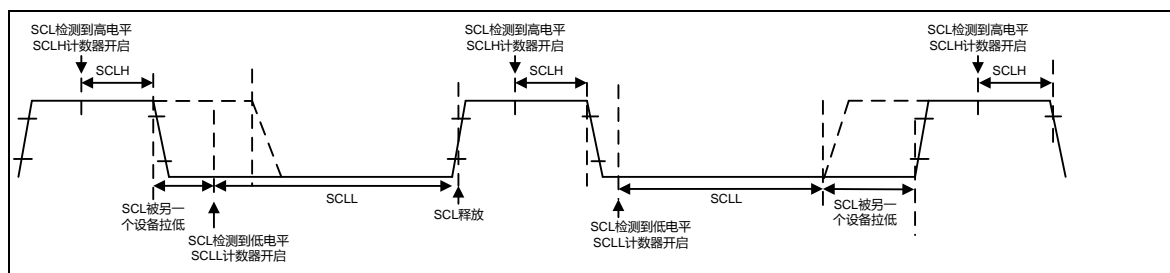 SCL检测到高电平
SCLH计数器开启
SCLH
SCL检测到高电平
SCLH计数器开启
SCLH
SCL检测到高电平
SCLH计数器开启
SCLH
SCL被另一
个设备拉低
SCLL
SCL检测到低电平
SCLL计数器开启
SCL释放
SCLL
SCL检测到低电平
SCLL计数器开启
SCL被另一
个设备拉低